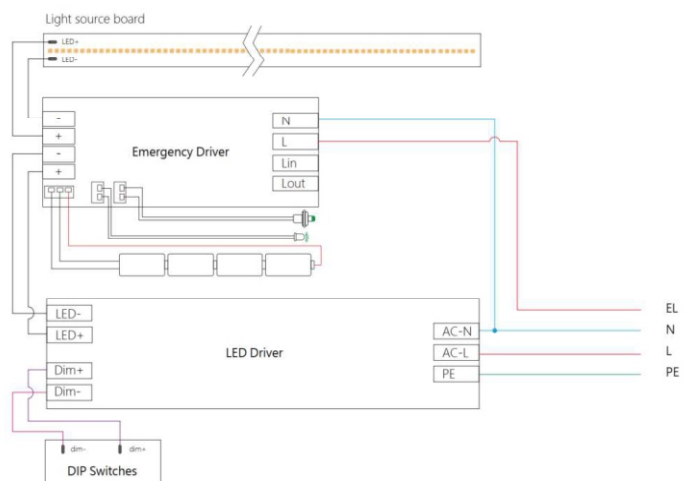 Light source board
LED+
LED-
-
+
-
+
Emergency Driver
N
L
Lin
Lout
LED-
LED+
Dim+
Dim-
LED Driver
AC-N
AC-L
PE
EL
N
L
PE
dim-
dim+
DIP Switches